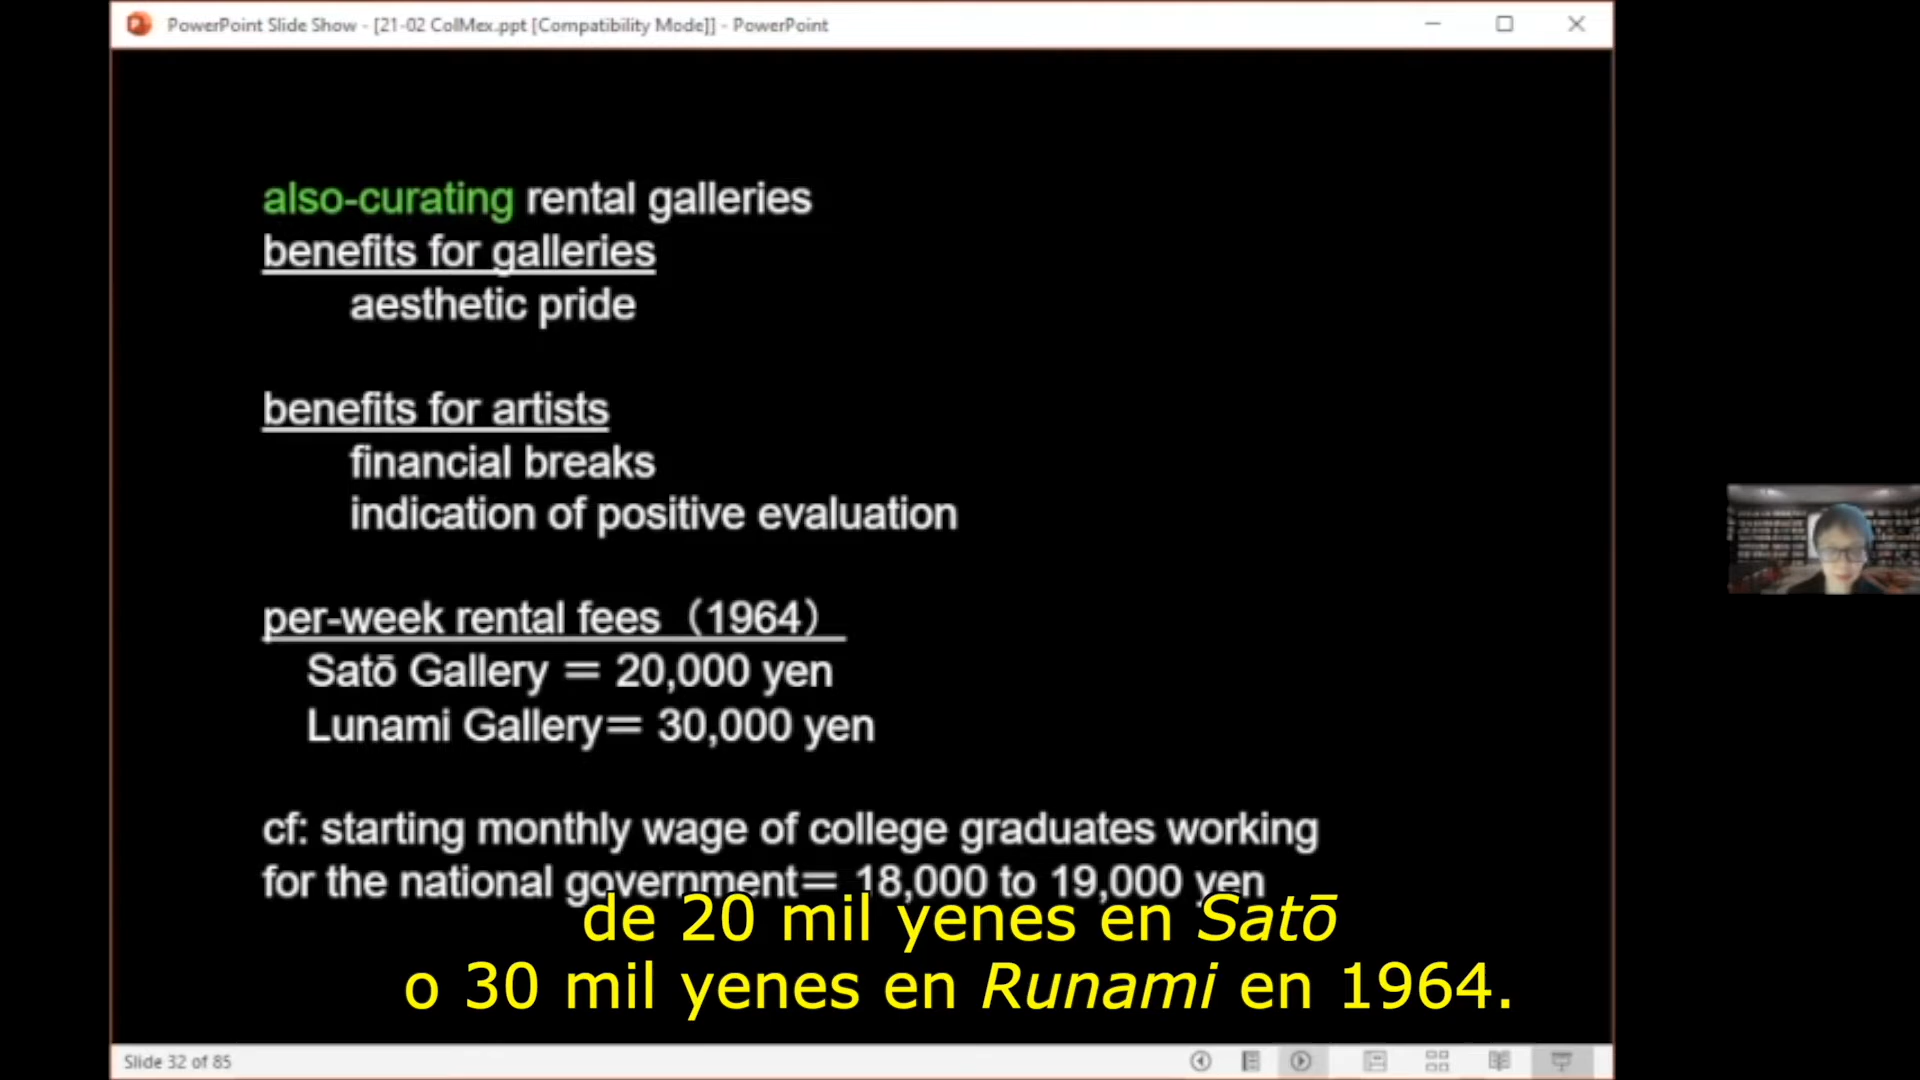 PowerPoint Slide Show - [21-02 ColMex.ppt [Compatibility Mode]] - PowerPoint
also-curating rental galleries
benefits for galleries
aesthetic pride
benefits for artists
financial breaks
indication of positive evaluation
per-week rental fees（1964）
Satō Gallery ＝ 20,000 yen
Lunami Gallery＝ 30,000 yen
cf: starting monthly wage of college graduates working
for the national government＝ 18,000 to 19,000 yen
de 20 mil yenes en Satō
o 30 mil yenes en Runami en 1964.
Slide 32 of 85